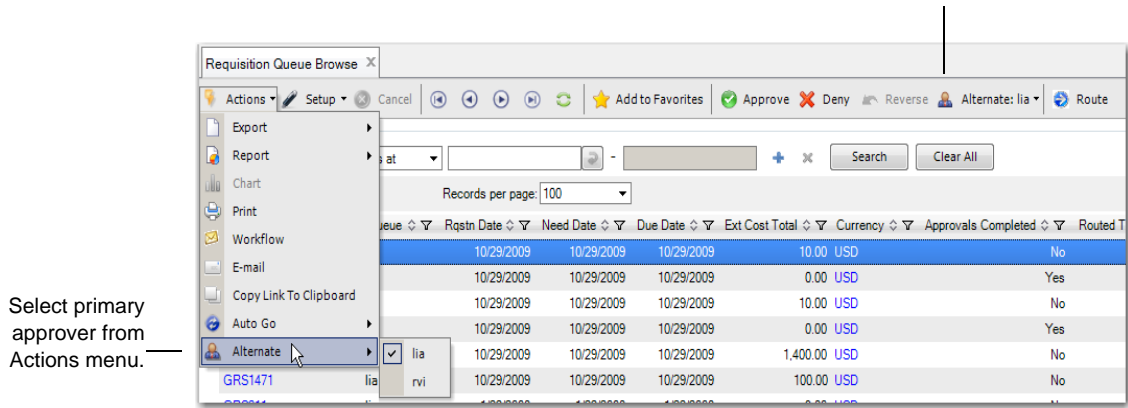 Requisition Queue Browse X
Actions Setup Cancel Add to Favorites Approve Deny Reverse Alternate: lia Route
Export
Report s at - Search Clear All
Chart Records per page: 100
Print
ueue Rqstn Date Need Date Due Date Ext Cost Total Currency Approvals Completed Routed T
Workflow 10/29/2009 10/29/2009 10/29/2009 10.00 USD No
E-mail 10/29/2009 10/29/2009 10/29/2009 0.00 USD Yes
Copy Link To Clipboard 10/29/2009 10/29/2009 10/29/2009 10.00 USD No
Auto Go 10/29/2009 10/29/2009 10/29/2009 0.00 USD Yes
Alternate lia 10/29/2009 10/29/2009 10/29/2009 1,400.00 USD No
GRS1471 lia rvi 10/29/2009 10/29/2009 10/29/2009 100.00 USD No
Select primary
approver from
Actions menu.